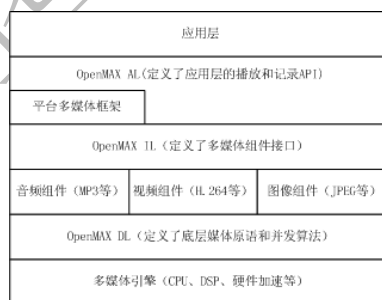 应用层
OpenMAX AL(定义了应用层的播放和记录API)
平台多媒体框架
OpenMAX IL（定义了多媒体组件接口）
音频组件（MP3等）
视频组件（H.264等）
图像组件（JPEG等）
OpenMAX DL（定义了底层媒体原语和并发算法）
多媒体引擎（CPU、DSP、硬件加速等）